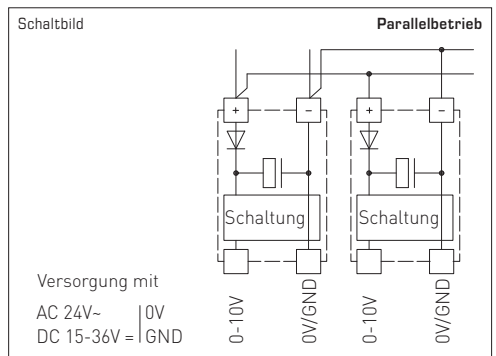 Schaltbild
Parallelbetrieb
+ – + –
Schaltung Schaltung
Versorgung mit
AC 24V~ 0V
DC 15-36V = GND
0-10V
0V/GND
0-10V
0V/GND